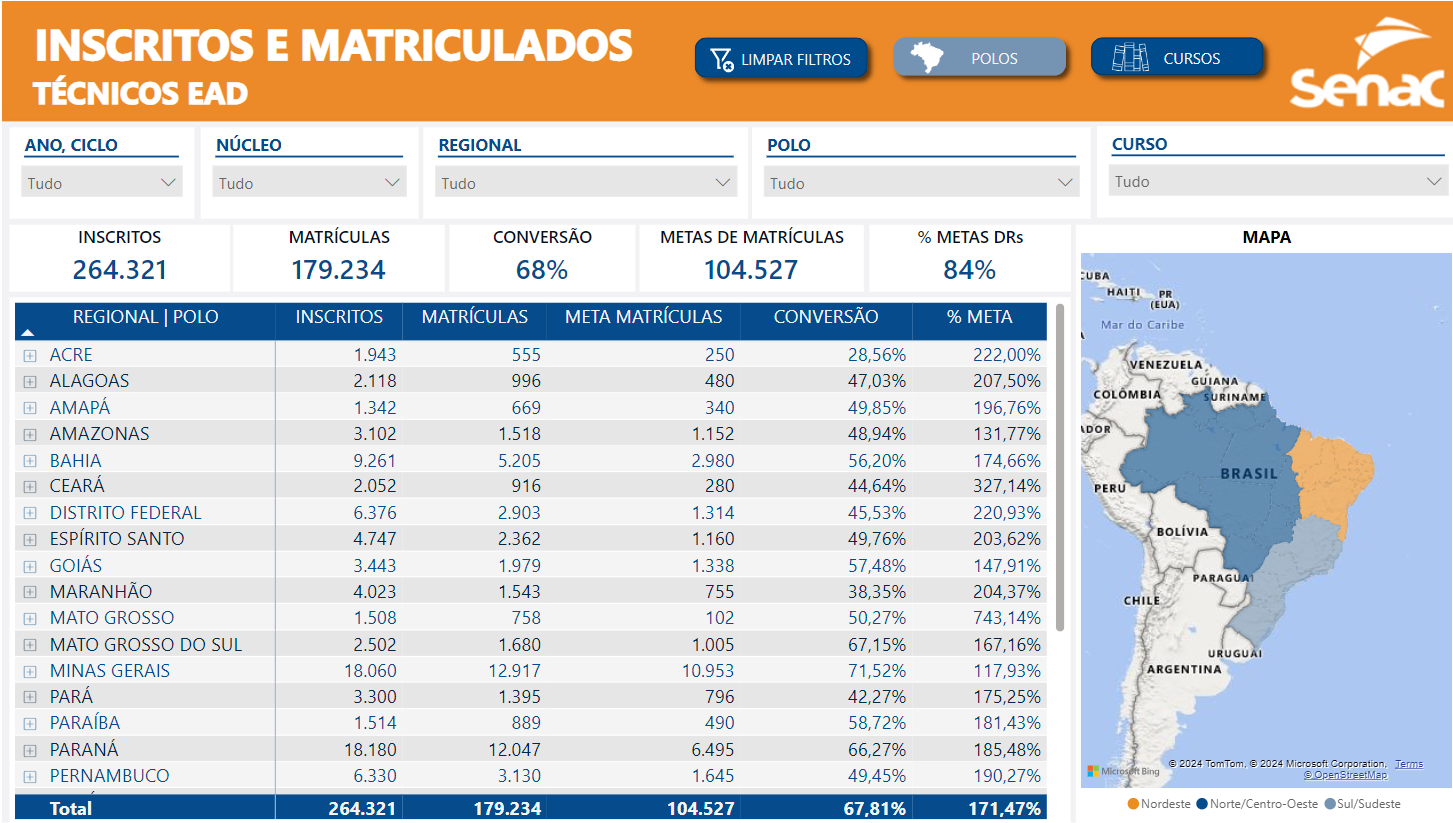 INSCRITOS E MATRICULADOS
TÉCNICOS EAD
LIMPAR FILTROS
POLOS
CURSOS
Senac
ANO, CICLO
Tudo
NÚCLEO
Tudo
REGIONAL
Tudo
POLO
Tudo
CURSO
Tudo
INSCRITOS
264.321
MATRÍCULAS
179.234
CONVERSÃO
68%
METAS DE MATRÍCULAS
104.527
% METAS DRs
84%
REGIONAL | POLO INSCRITOS MATRÍCULAS META MATRÍCULAS CONVERSÃO % META
ACRE 1.943 555 250 28,56% 222,00%
ALAGOAS 2.118 996 480 47,03% 207,50%
AMAPÁ 1.342 669 340 49,85% 196,76%
AMAZONAS 3.102 1.518 1.152 48,94% 131,77%
BAHIA 9.261 5.205 2.980 56,20% 174,66%
CEARÁ 2.052 916 280 44,64% 327,14%
DISTRITO FEDERAL 6.376 2.903 1.314 45,53% 220,93%
ESPÍRITO SANTO 4.747 2.362 1.160 49,76% 203,62%
GOIÁS 3.443 1.979 1.338 57,48% 147,91%
MARANHÃO 4.023 1.543 755 38,35% 204,37%
MATO GROSSO 1.508 758 102 50,27% 743,14%
MATO GROSSO DO SUL 2.502 1.680 1.005 67,15% 167,16%
MINAS GERAIS 18.060 12.917 10.953 71,52% 117,93%
PARÁ 3.300 1.395 796 42,27% 175,25%
PARAÍBA 1.514 889 490 58,72% 181,43%
PARANÁ 18.180 12.047 6.495 66,27% 185,48%
PERNAMBUCO 6.330 3.130 1.645 49,45% 190,27%
Total 264.321 179.234 104.527 67,81% 171,47%
MAPA
CUBA
HAITI
PR
(EUA)
Mar do Caribe
VENEZUELA
GUIANA
COLÔMBIA
SURINAME
ADOR
BRASIL
PERU
BOLÍVIA
PARAGUAI
CHILE
URUGUAI
ARGENTINA
Microsoft Bing
© 2024 TomTom, © 2024 Microsoft Corporation, Terms
© OpenStreetMap
Nordeste Norte/Centro-Oeste Sul/Sudeste